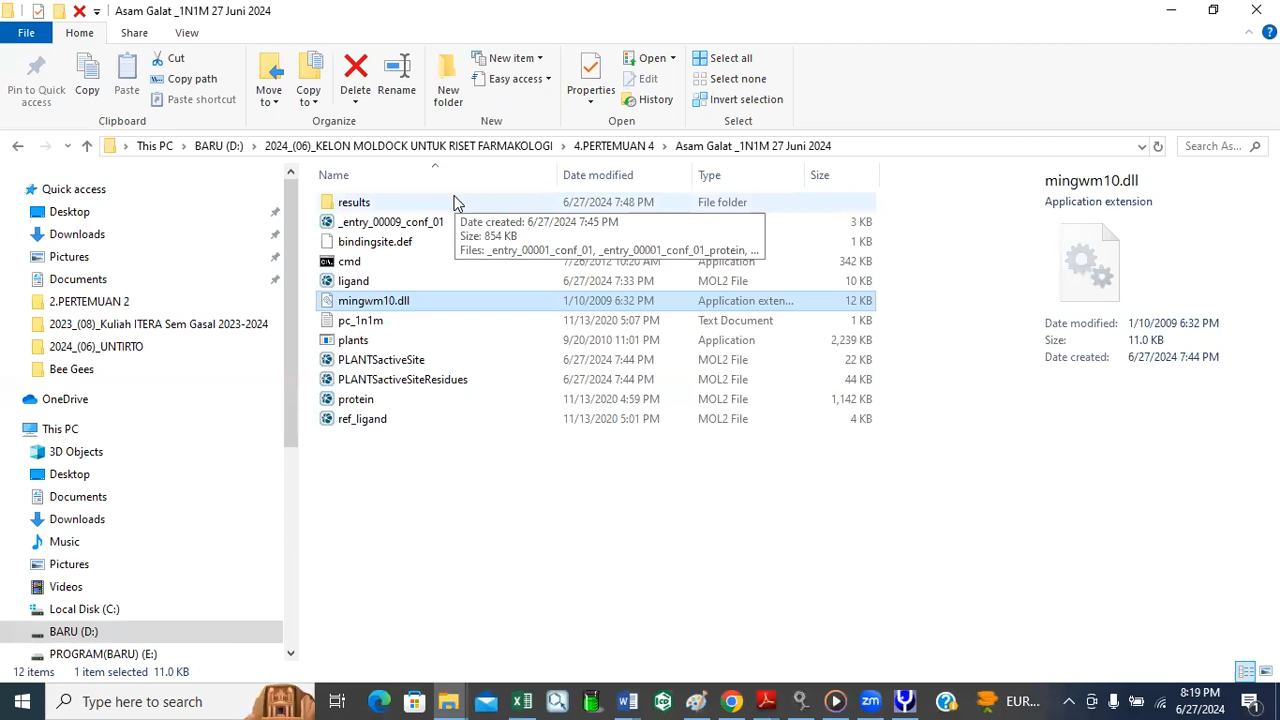 Asam Galat _1N1M 27 Juni 2024
File Home Share View
Pin to Quick access
Copy
Paste
Cut
Copy path
Paste shortcut
Clipboard
Move to
Copy to
Delete
Rename
Organize
New folder
New item
Easy access
New
Properties
Open
Edit
History
Open
Select all
Select none
Invert selection
Select
This PC BARU (D:) 2024_(06)_KELON MOLDOCK UNTUK RISET FARMAKOLOGI 4.PERTEMUAN 4 Asam Galat _1N1M 27 Juni 2024
Search As...
Quick access
Desktop
Downloads
Pictures
Documents
2.PERTEMUAN 2
2023_(08)_Kuliah ITERA Sem Gasal 2023-2024
2024_(06)_UNTIRTO
Bee Gees
OneDrive
This PC
3D Objects
Desktop
Documents
Downloads
Music
Pictures
Videos
Local Disk (C:)
BARU (D:)
PROGRAM(BARU) (E:)
Name Date modified Type Size
results 6/27/2024 7:48 PM File folder
_entry_00009_conf_01 3 KB
bindingsite.def 1 KB
cmd 7/26/2012 10:20 AM Application 342 KB
ligand 6/27/2024 7:33 PM MOL2 File 10 KB
mingwm10.dll 1/10/2009 6:32 PM Application exten... 12 KB
pc_1n1m 11/13/2020 5:07 PM Text Document 1 KB
plants 9/20/2010 11:01 PM Application 2,239 KB
PLANTSactiveSite 6/27/2024 7:44 PM MOL2 File 22 KB
PLANTSactiveSiteResidues 6/27/2024 7:44 PM MOL2 File 44 KB
protein 11/13/2020 4:59 PM MOL2 File 1,142 KB
ref_ligand 11/13/2020 5:01 PM MOL2 File 4 KB
Date created: 6/27/2024 7:45 PM
Size: 854 KB
Files: _entry_00001_conf_01, _entry_00001_conf_01_protein, ...
mingwm10.dll
Application extension
Date modified: 1/10/2009 6:32 PM
Size: 11.0 KB
Date created: 6/27/2024 7:44 PM
12 items 1 item selected 11.0 KB
Type here to search
EUR...
8:19 PM
6/27/2024
1